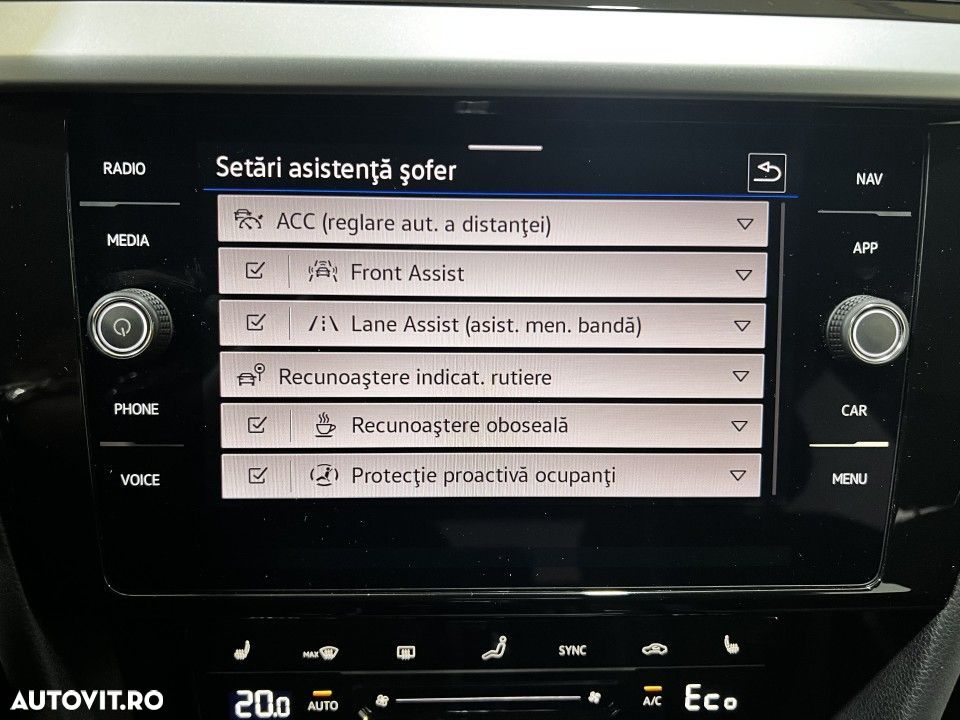 Setări asistenţă şofer
RADIO
NAV
ACC (reglare aut. a distanţei)
MEDIA
APP
Front Assist
Lane Assist (asist. men. bandă)
Recunoaştere indicat. rutiere
PHONE
CAR
Recunoaştere oboseală
VOICE
Protecţie proactivă ocupanţi
MENU
MAX
SYNC
20.0
AUTO
A/C
Eco
AUTOVIT.RO